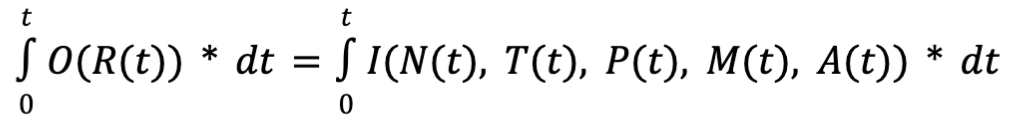 t t
∫ O(R(t)) * dt = ∫ I(N(t), T(t), P(t), M(t), A(t)) * dt
0 0